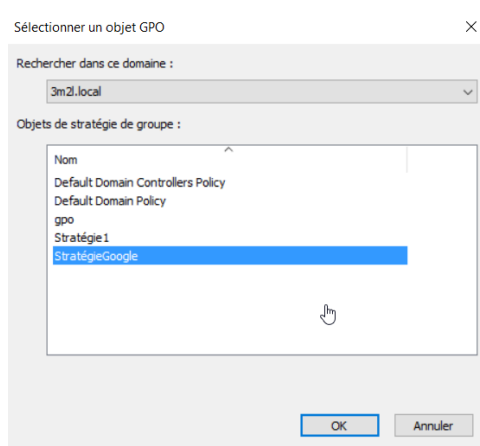 Sélectionner un objet GPO
Rechercher dans ce domaine :
3m2l.local
Objets de stratégie de groupe :
Nom
Default Domain Controllers Policy
Default Domain Policy
gpo
Stratégie1
StratégieGoogle
OK Annuler